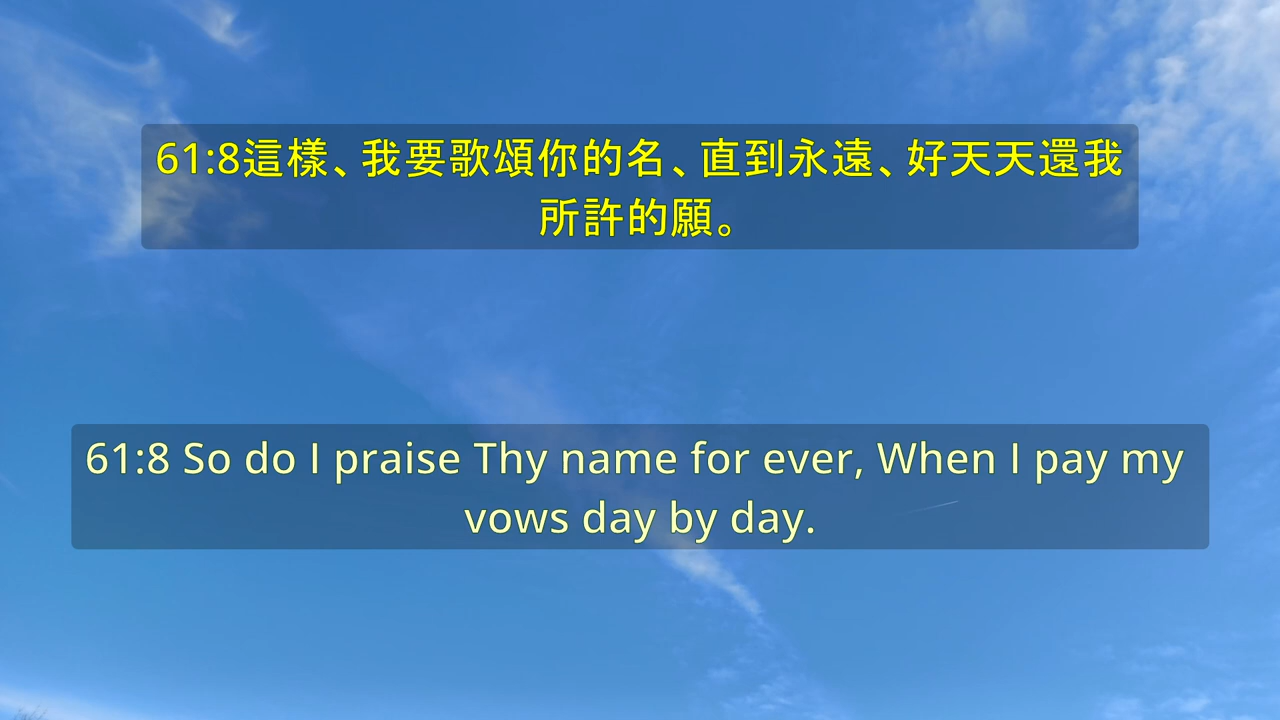 61:8這樣、我要歌頌你的名、直到永遠、好天天還我
所許的願。
61:8 So do I praise Thy name for ever, When I pay my
vows day by day.